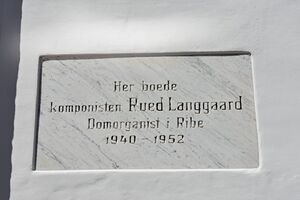 Her boede
komponisten Rued Langgaard
Domorganist i Ribe
1940 - 1952